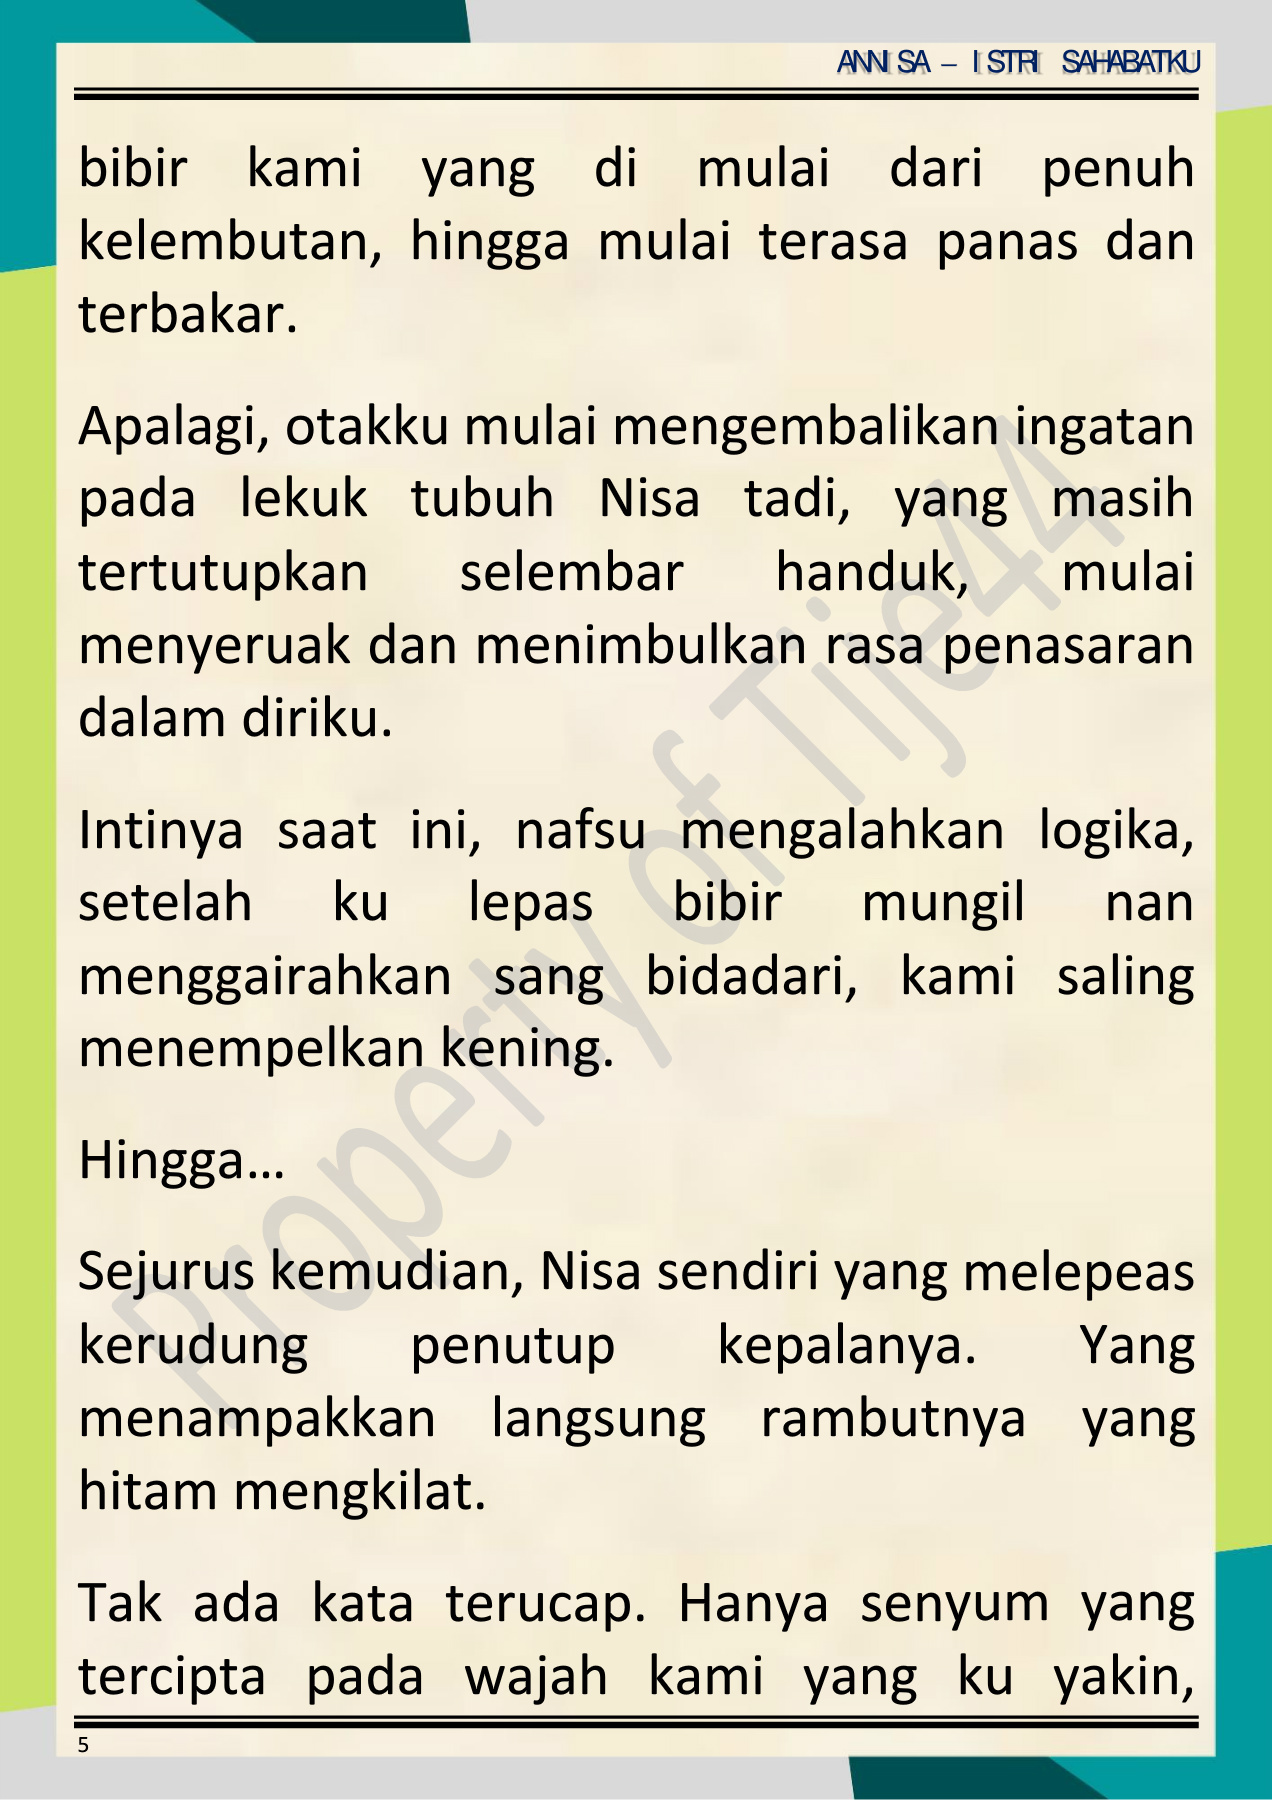 ANNISA – ISTRI SAHABATKU
bibir kami yang di mulai dari penuh
kelembutan, hingga mulai terasa panas dan
terbakar.
Apalagi, otakku mulai mengembalikan ingatan
pada lekuk tubuh Nisa tadi, yang masih
tertutupkan selembar handuk, mulai
menyeruak dan menimbulkan rasa penasaran
dalam diriku.
Intinya saat ini, nafsu mengalahkan logika,
setelah ku lepas bibir mungil nan
menggairahkan sang bidadari, kami saling
menempelkan kening.
Hingga...
Sejurus kemudian, Nisa sendiri yang melepeas
kerudung penutup kepalanya. Yang
menampakkan langsung rambutnya yang
hitam mengkilat.
Tak ada kata terucap. Hanya senyum yang
tercipta pada wajah kami yang ku yakin,
5
Property of Tije44